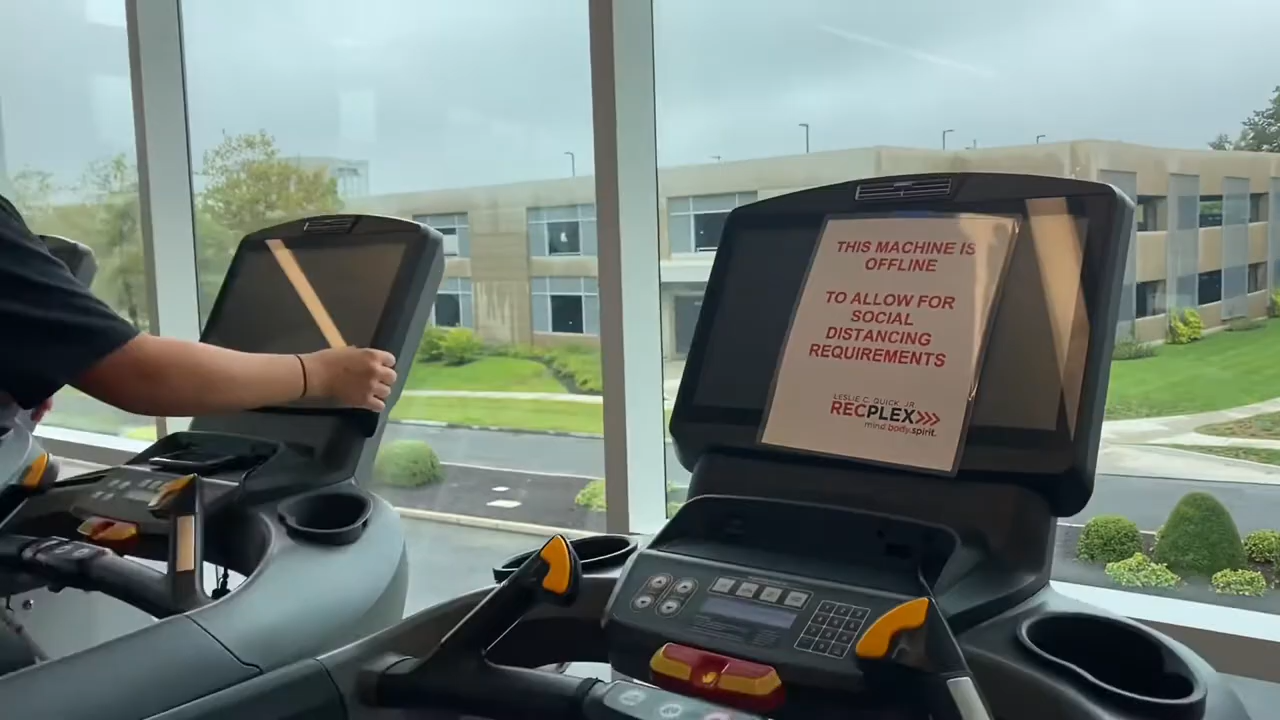 THIS MACHINE IS
OFFLINE
TO ALLOW FOR
SOCIAL
DISTANCING
REQUIREMENTS
LESLIE C. QUICK, JR.
RECPLEX
mind.body.spirit.